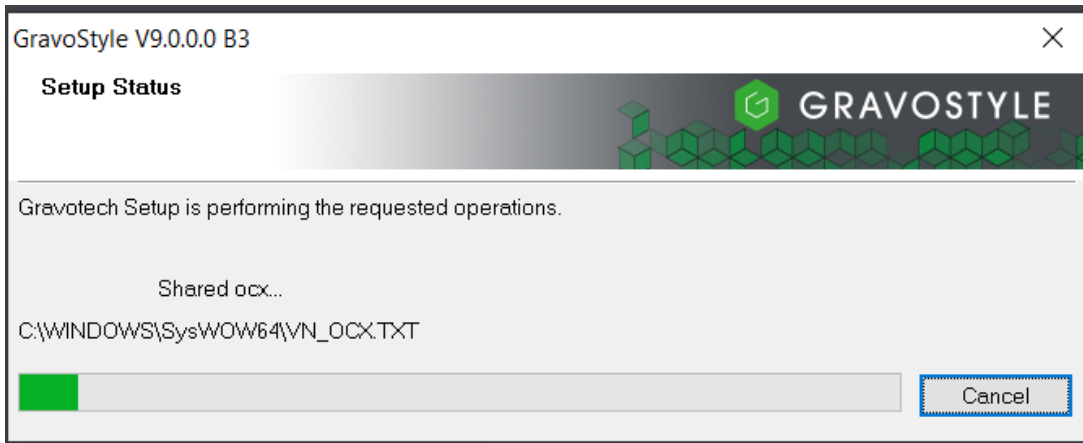 GravoStyle V9.0.0.0 B3
Setup Status
GRAVOSTYLE
Gravotech Setup is performing the requested operations.
Shared ocx...
C:\WINDOWS\SysWOW64\VN_OCX.TXT
Cancel